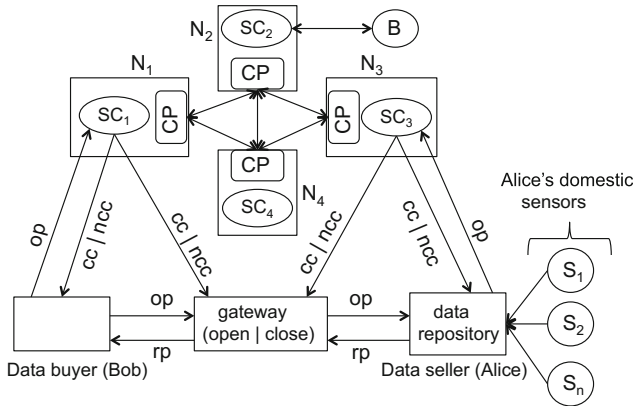 N₂
SC₂
B
CP
N₁
N₃
SC₁
CP
CP
SC₃
CP
N₄
SC₄
Alice's domestic
sensors
op
cc | ncc
cc | ncc
cc | ncc
cc | ncc
op
S₁
S₂
Sₙ
op
gateway
(open | close)
op
data
repository
rp
rp
Data buyer (Bob)
Data seller (Alice)